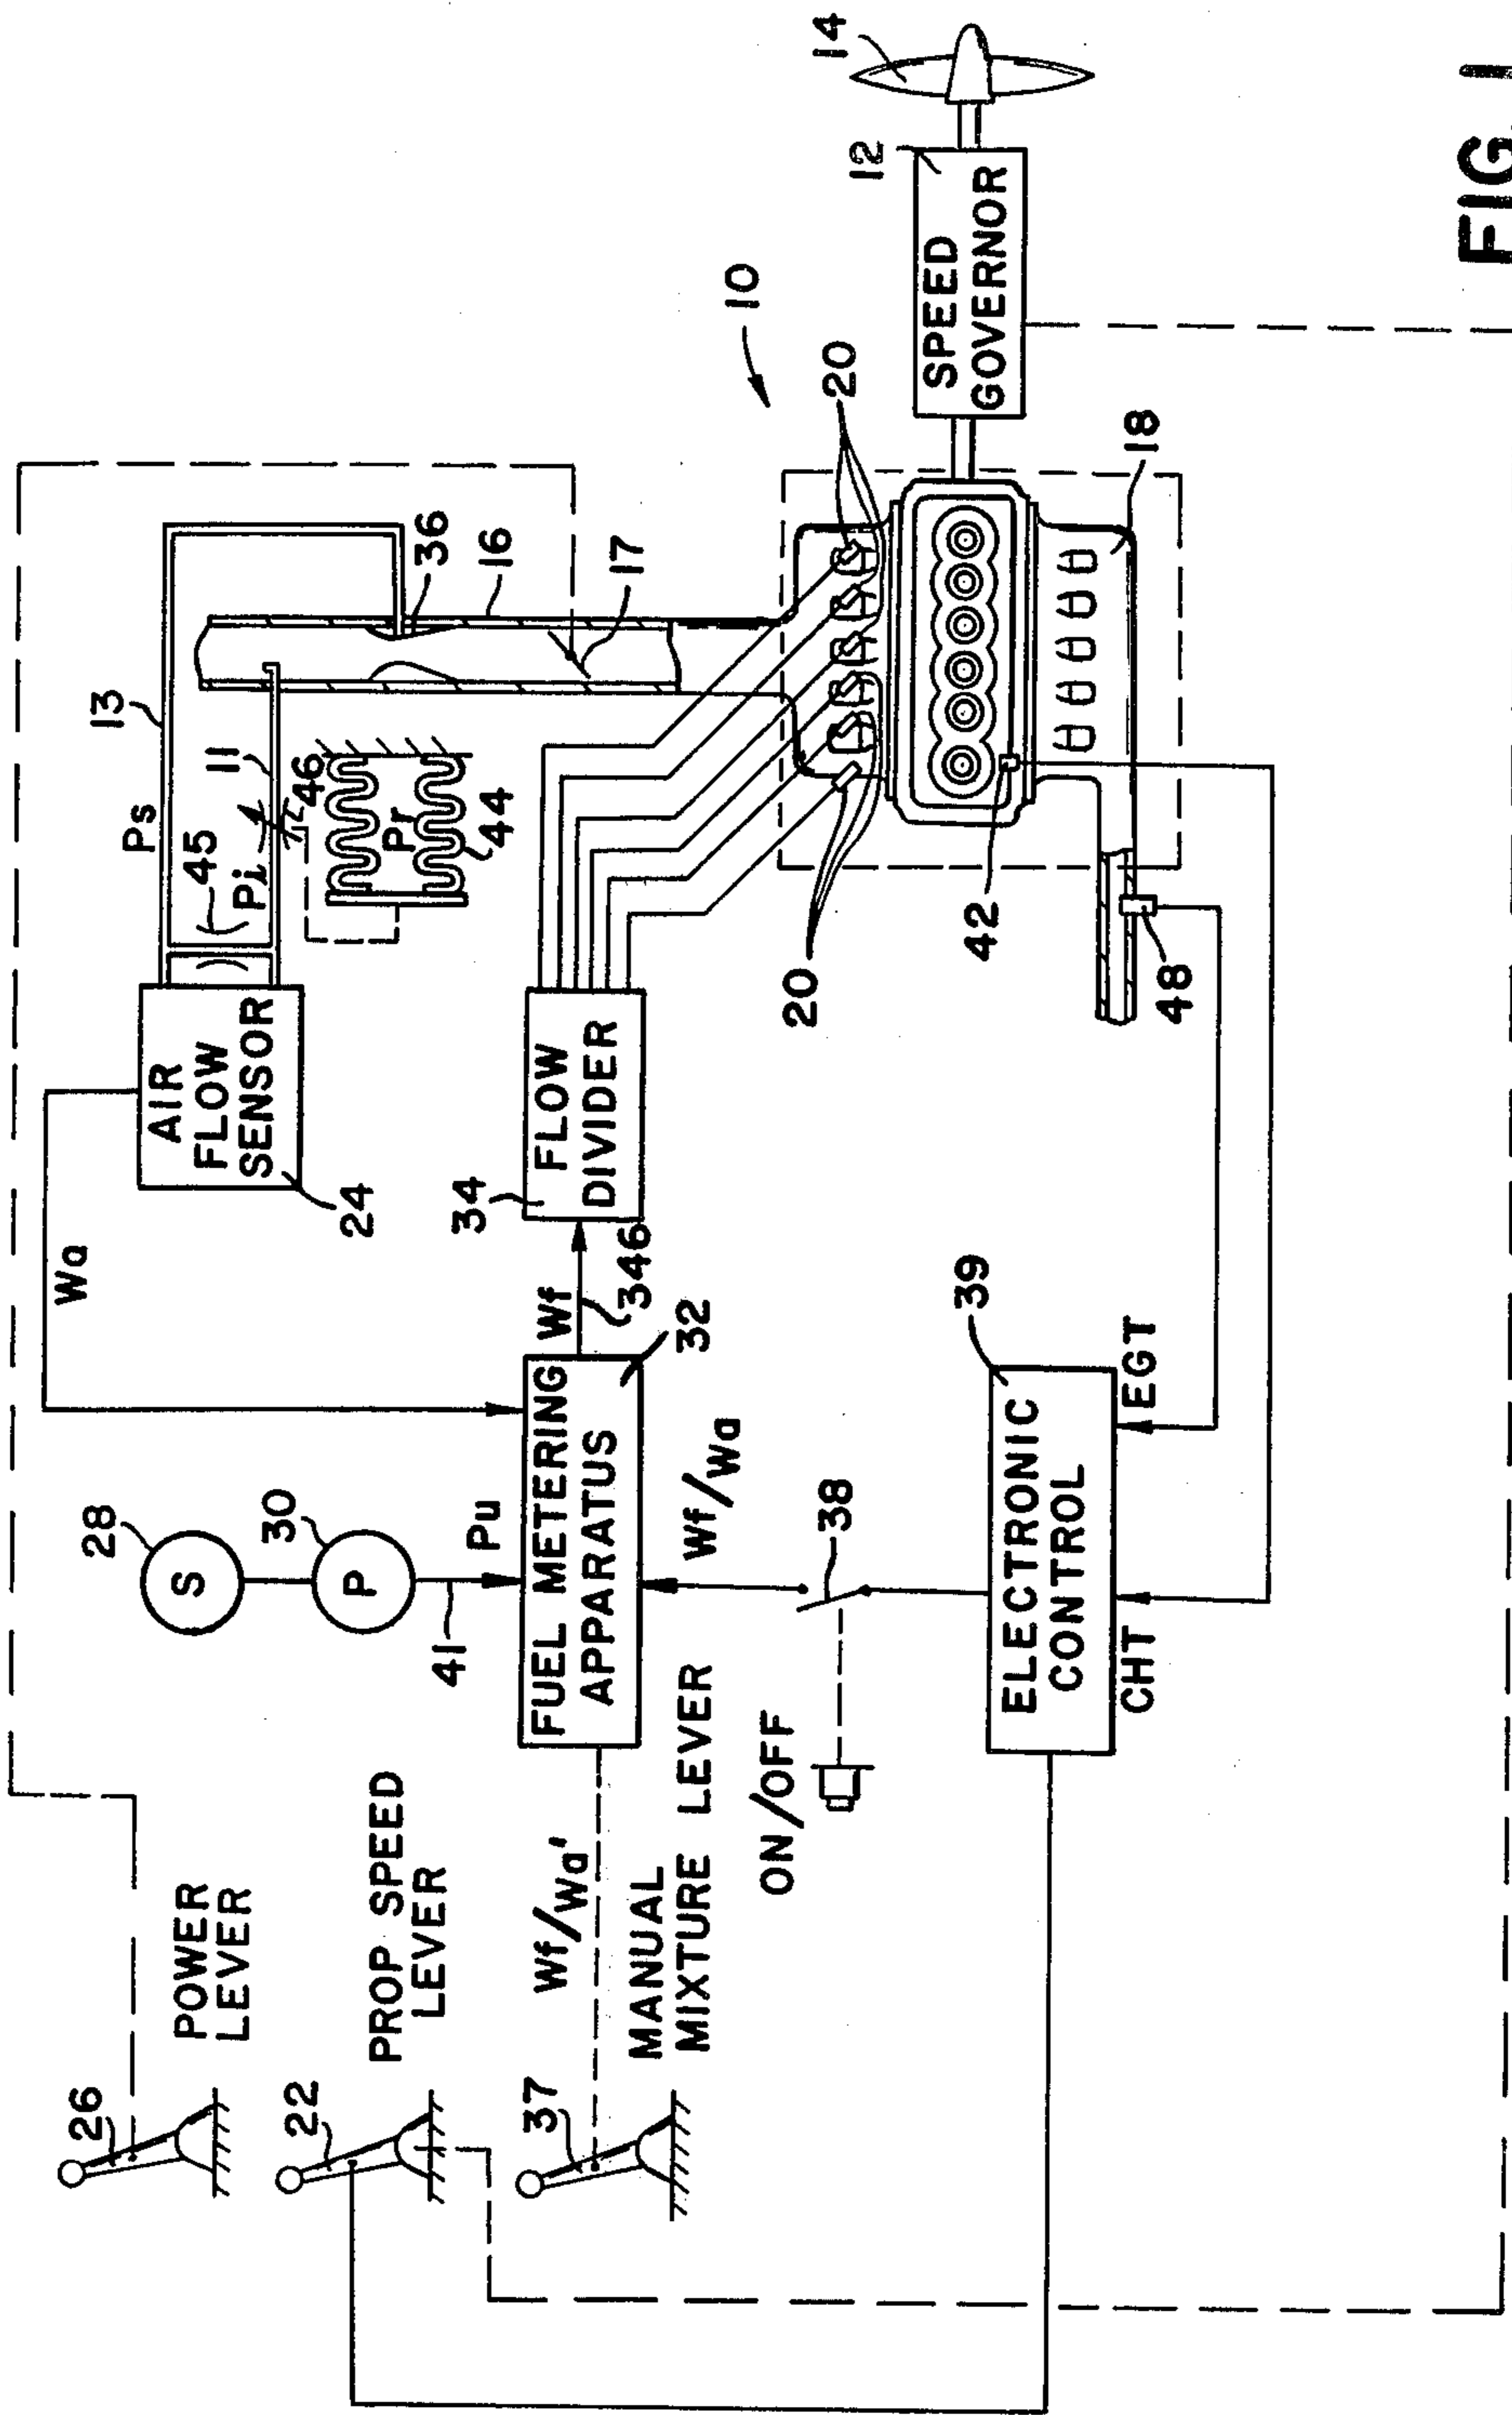 POWER
LEVER
26
PROP SPEED
LEVER
22
Wf/Wa'
MANUAL
MIXTURE LEVER
37
28
S
30
P
Pu
41
FUEL METERING
APPARATUS
32
Wf
346
Wa
AIR
FLOW
SENSOR
24
34
FLOW
DIVIDER
Wf/Wa
38
ON/OFF
39
ELECTRONIC
CONTROL
CHT
EGT
Ps
13
45
Pi
11
46
Pr
44
36
16
17
10
20
20
42
48
18
12
SPEED
GOVERNOR
14
FIG. 1